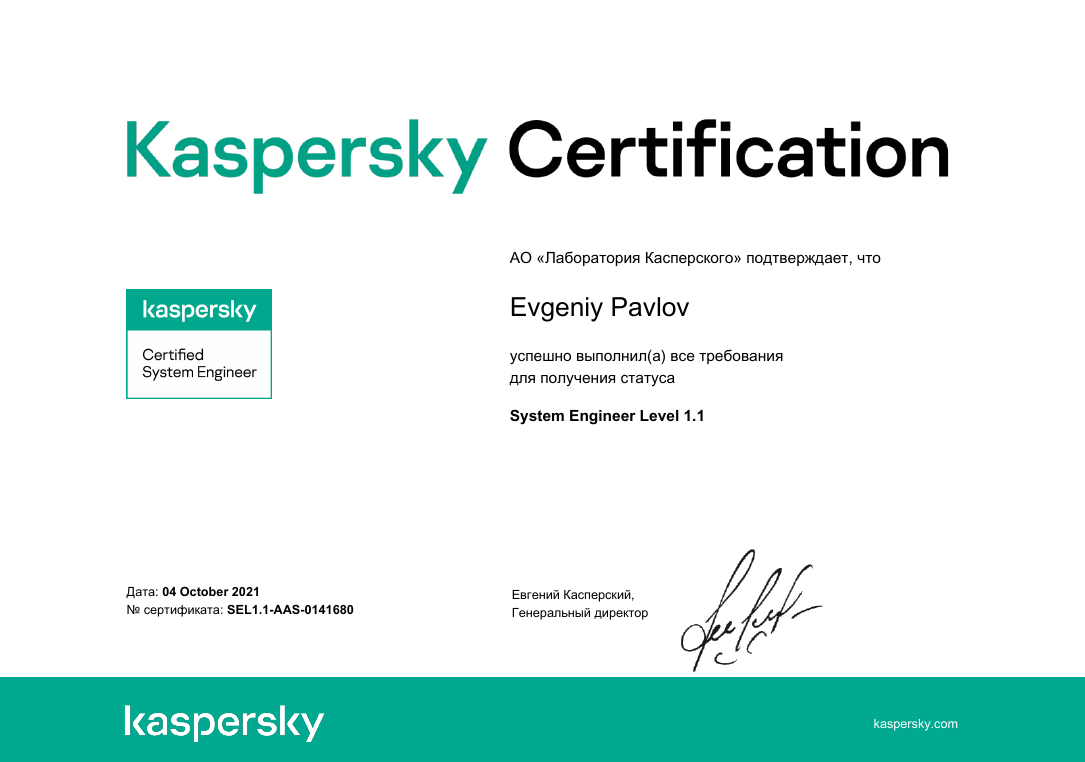 Kaspersky Certification
АО «Лаборатория Касперского» подтверждает, что
Evgeniy Pavlov
успешно выполнил(а) все требования
для получения статуса
System Engineer Level 1.1
kaspersky
Certified
System Engineer
Дата: 04 October 2021
№ сертификата: SEL1.1-AAS-0141680
Евгений Касперский,
Генеральный директор
kaspersky
kaspersky.com